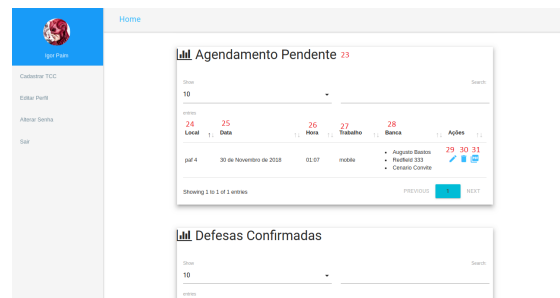 Home
Igor Paim
Cadastrar TCC
Editar Perfil
Alterar Senha
Sair
Agendamento Pendente 23
Show
Search:
10
entries
24 25 26 27 28
Local Data Hora Trabalho Banca Ações
paf 4 30 de Novembro de 2018 01:07 mobile
Augusto Bastos
Redfield 333
Cenario Convite
29 30 31
Showing 1 to 1 of 1 entries
PREVIOUS 1 NEXT
Defesas Confirmadas
Show
Search:
10
entries